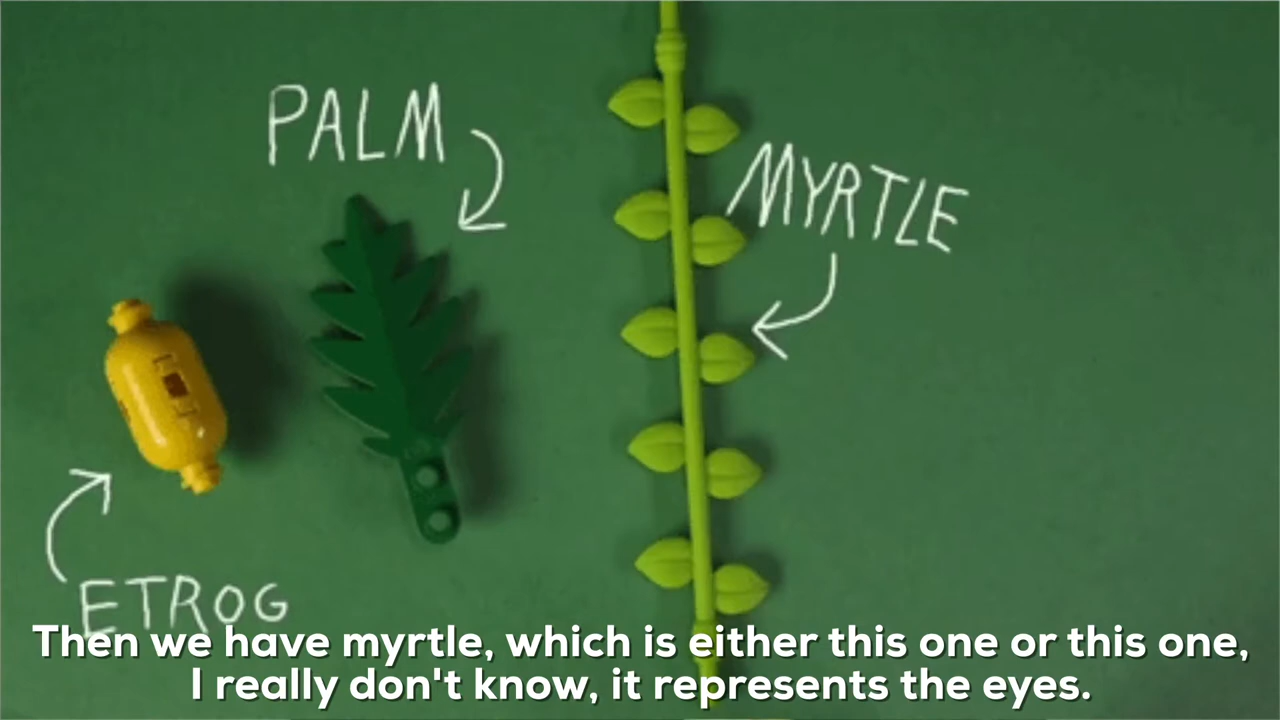 PALM
MYRTLE
ETROG
Then we have myrtle, which is either this one or this one,
I really don't know, it represents the eyes.